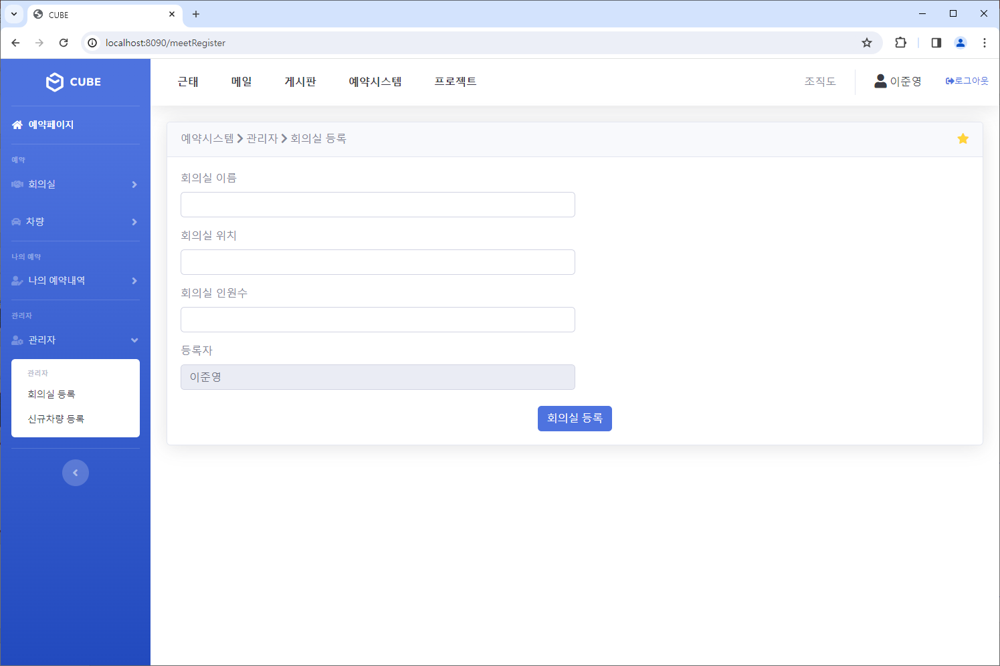 CUBE
localhost:8090/meetRegister
CUBE
근태 메일 게시판 예약시스템 프로젝트 조직도 이준영 로그아웃
예약페이지
예약
회의실
차량
나의 예약
나의 예약내역
관리자
관리자
관리자
회의실 등록
신규차량 등록
예약시스템 관리자 회의실 등록
회의실 이름
회의실 위치
회의실 인원수
등록자
이준영
회의실 등록